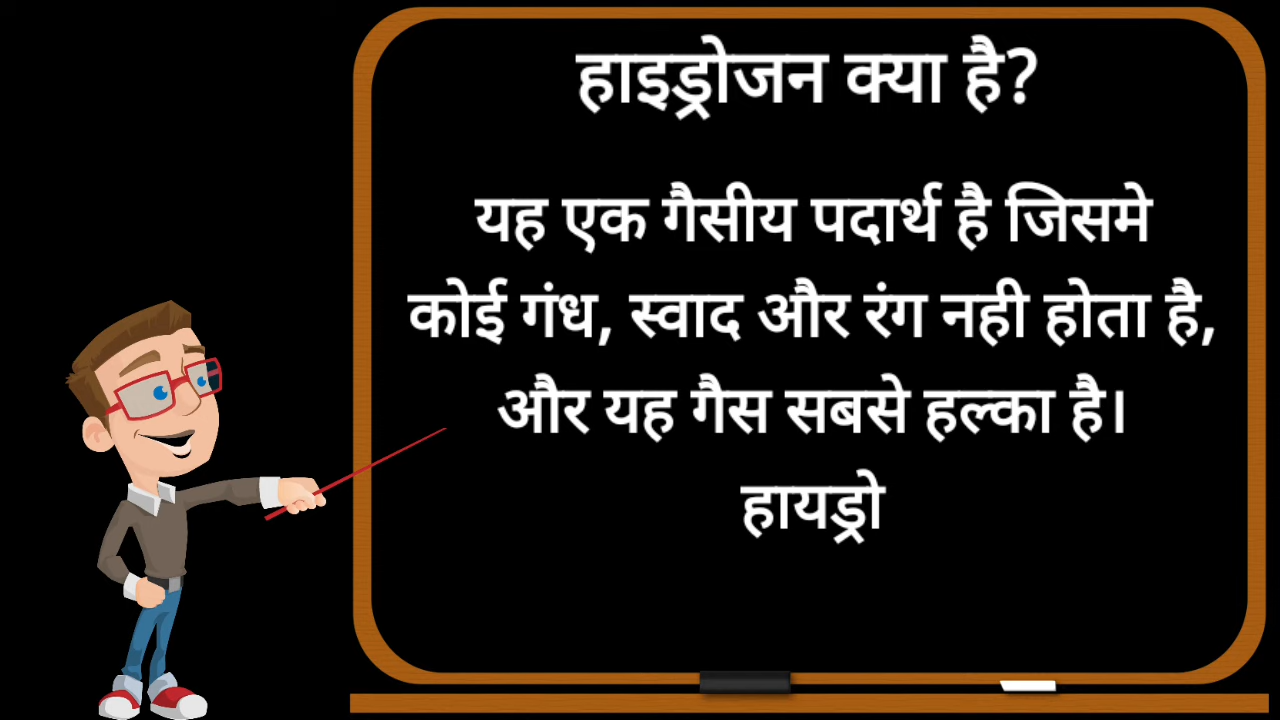 हाइड्रोजन क्या है?
यह एक गैसीय पदार्थ है जिसमे
कोई गंध, स्वाद और रंग नही होता है,
और यह गैस सबसे हल्का है।
हायड्रो